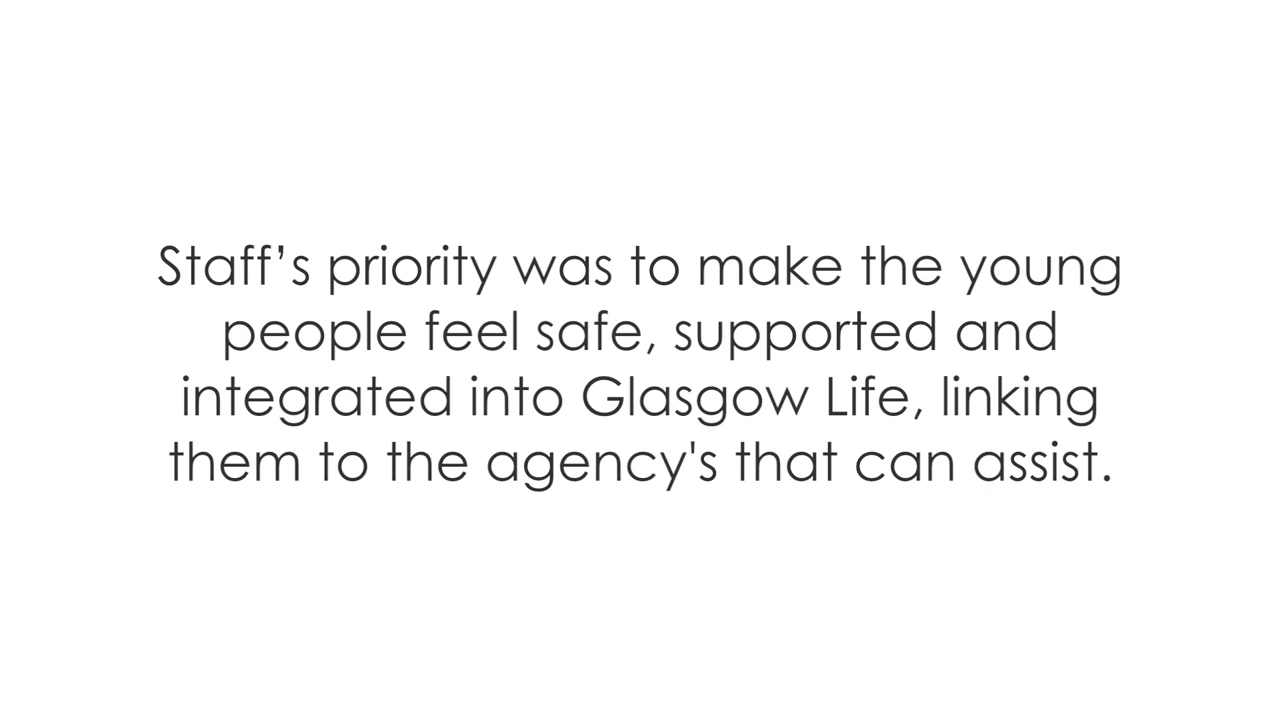 Staff’s priority was to make the young
people feel safe, supported and
integrated into Glasgow Life, linking
them to the agency's that can assist.